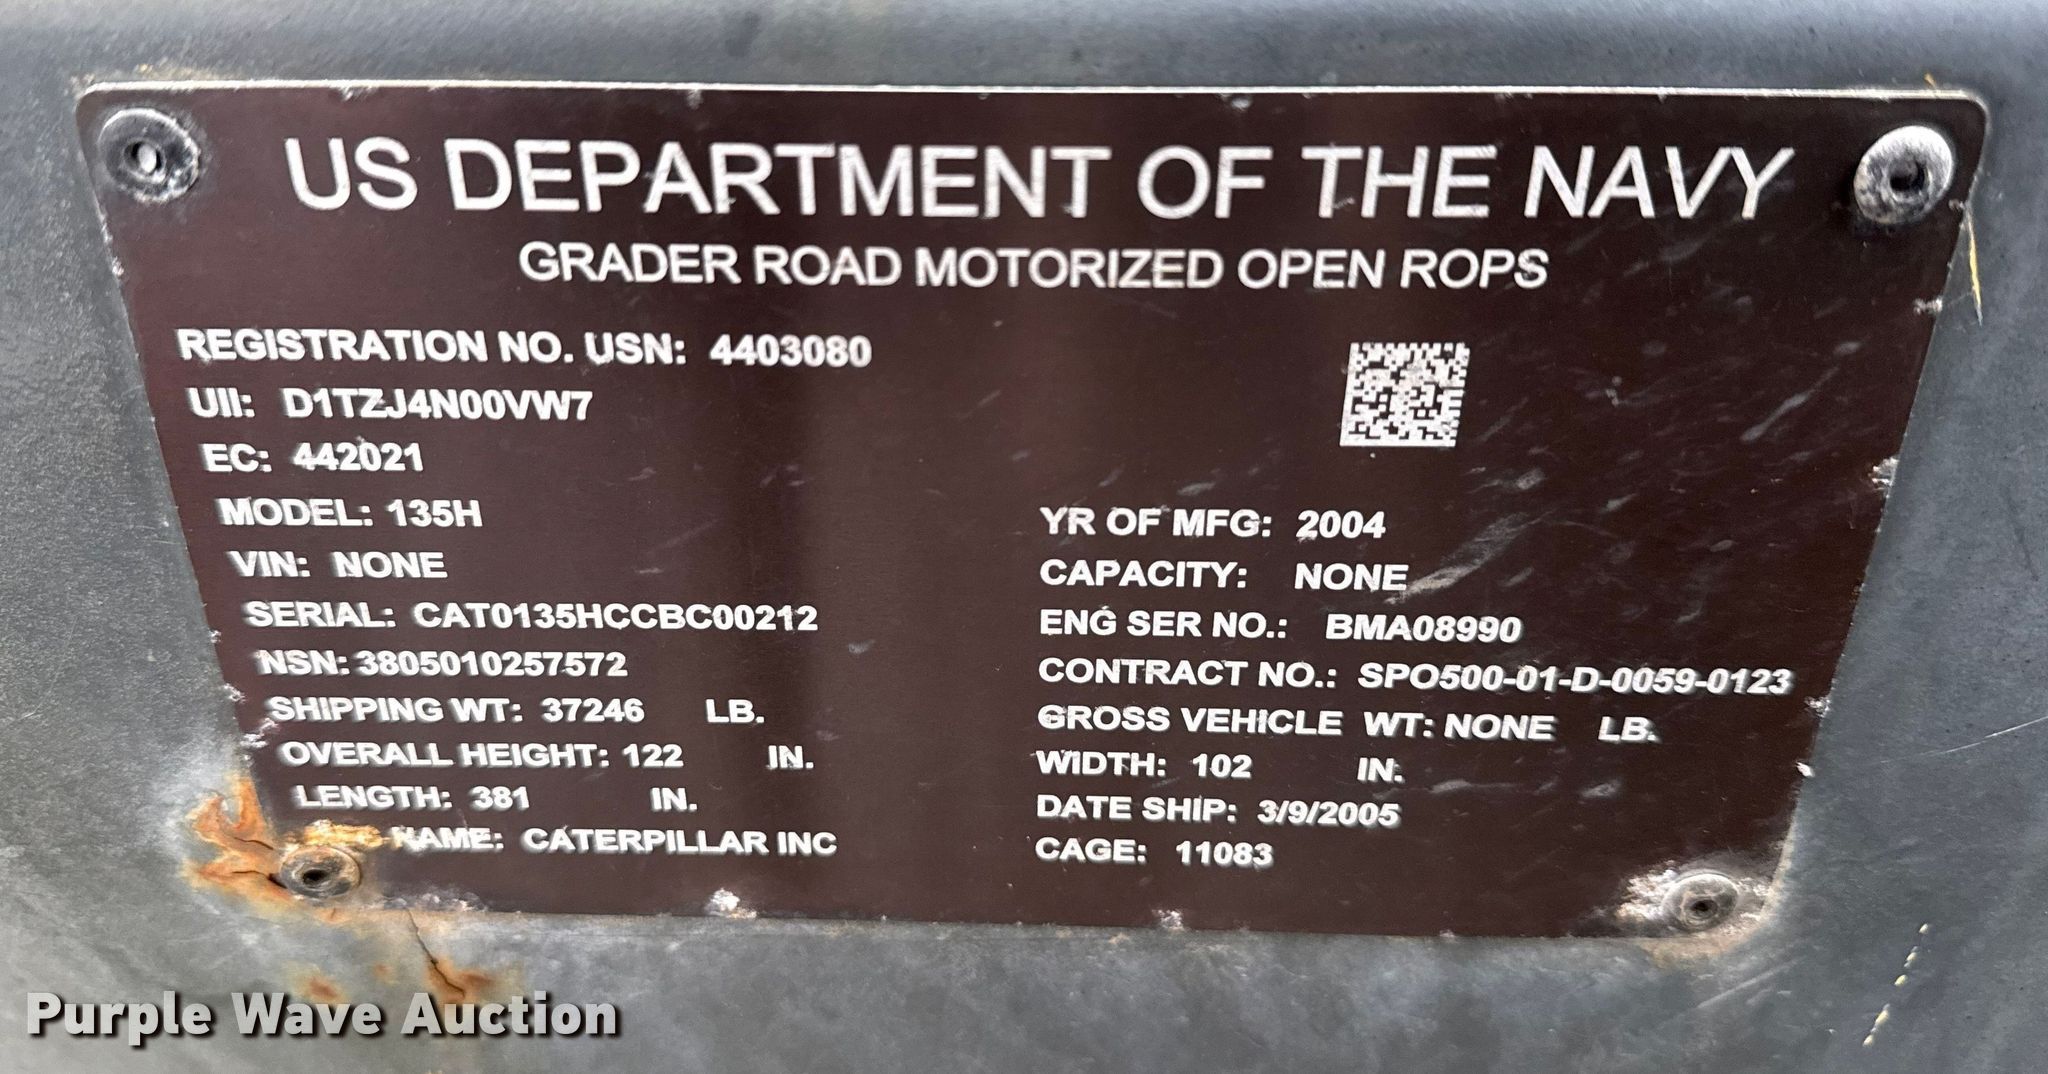 US DEPARTMENT OF THE NAVY
GRADER ROAD MOTORIZED OPEN ROPS
REGISTRATION NO. USN: 4403080
UII: D1TZJ4N00VW7
EC: 442021
MODEL: 135H
VIN: NONE
SERIAL: CAT0135HCCBC00212
NSN: 3805010257572
SHIPPING WT: 37246 LB.
OVERALL HEIGHT: 122 IN.
LENGTH: 381 IN.
NAME: CATERPILLAR INC
YR OF MFG: 2004
CAPACITY: NONE
ENG SER NO.: BMA08990
CONTRACT NO.: SPO500-01-D-0059-0123
GROSS VEHICLE WT: NONE LB.
WIDTH: 102 IN.
DATE SHIP: 3/9/2005
CAGE: 11083
Purple Wave Auction